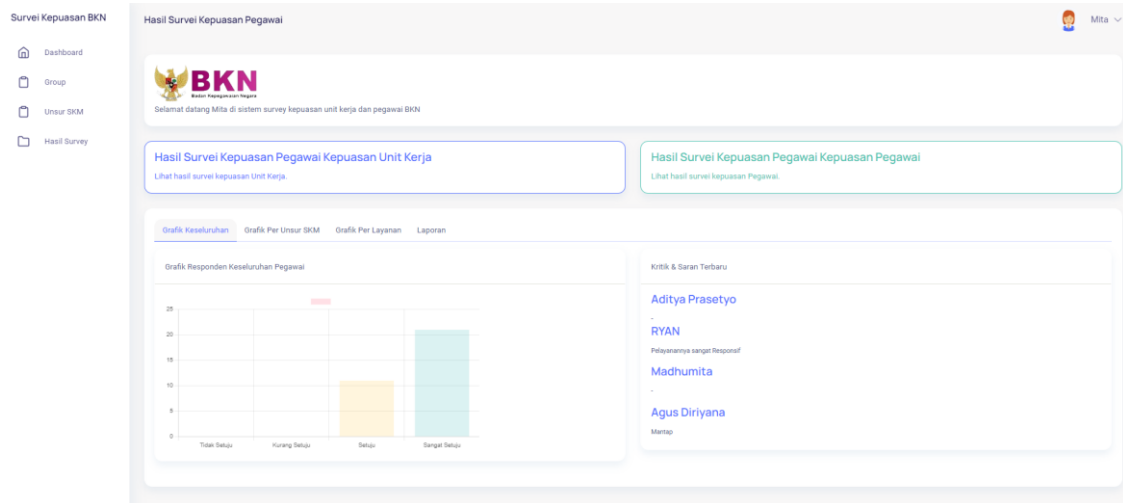 Survei Kepuasan BKN
Dashboard
Group
Unsur SKM
Hasil Survey
Hasil Survei Kepuasan Pegawai
Mita
BKN
Badan Kepegawaian Negara
Selamat datang Mita di sistem survey kepuasan unit kerja dan pegawai BKN
Hasil Survei Kepuasan Pegawai Kepuasan Unit Kerja
Lihat hasil survei kepuasan Unit Kerja.
Hasil Survei Kepuasan Pegawai Kepuasan Pegawai
Lihat hasil survei kepuasan Pegawai.
Grafik Keseluruhan Grafik Per Unsur SKM Grafik Per Layanan Laporan
Grafik Responden Keseluruhan Pegawai
25
20
15
10
5
0
Tidak Setuju Kurang Setuju Setuju Sangat Setuju
Kritik & Saran Terbaru
Aditya Prasetyo
-
RYAN
Pelayanannya sangat Responsif
Madhumita
-
Agus Diriyana
Mantap